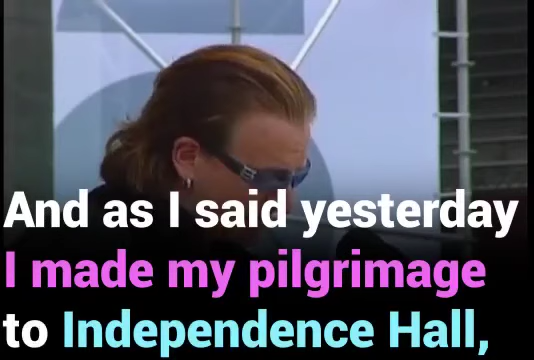 And as I said yesterday
I made my pilgrimage
to Independence Hall,